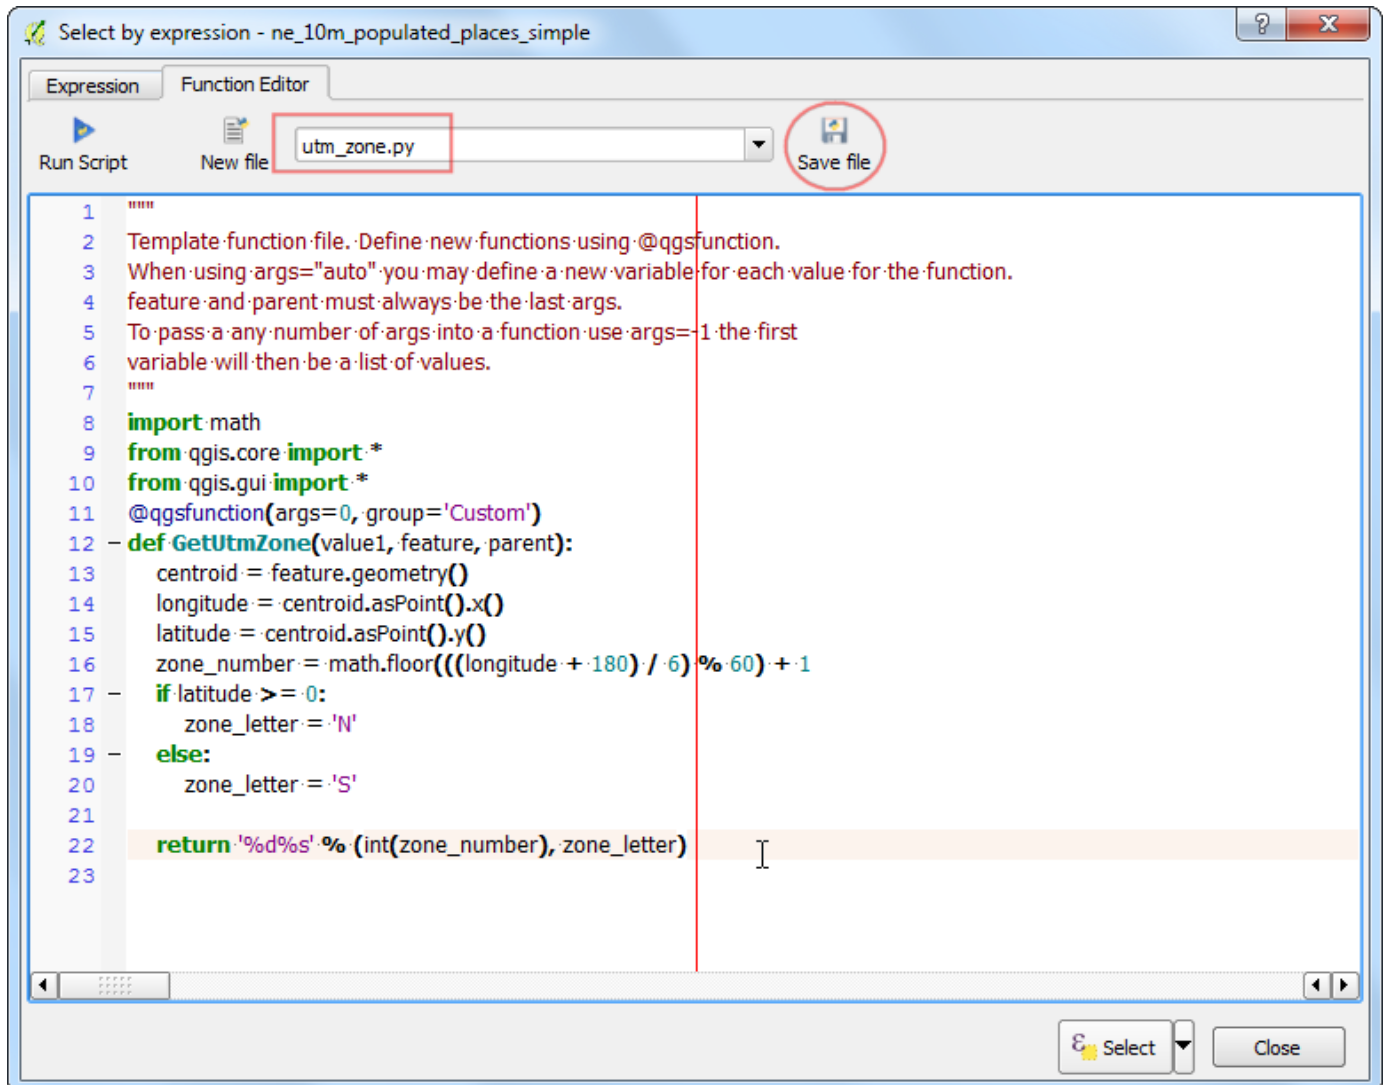 Select by expression - ne_10m_populated_places_simple
Expression Function Editor
Run Script New file utm_zone.py Save file
1 """
2 Template function file. Define new functions using @qgsfunction.
3 When using args="auto" you may define a new variable for each value for the function.
4 feature and parent must always be the last args.
5 To pass a any number of args into a function use args=-1 the first
6 variable will then be a list of values.
7 """
8 import math
9 from qgis.core import *
10 from qgis.gui import *
11 @qgsfunction(args=0, group='Custom')
12 def GetUtmZone(value1, feature, parent):
13 centroid = feature.geometry()
14 longitude = centroid.asPoint().x()
15 latitude = centroid.asPoint().y()
16 zone_number = math.floor(((longitude + 180) / 6) % 60) + 1
17 if latitude >= 0:
18 zone_letter = 'N'
19 else:
20 zone_letter = 'S'
21
22 return '%d%s' % (int(zone_number), zone_letter)
23
Select Close